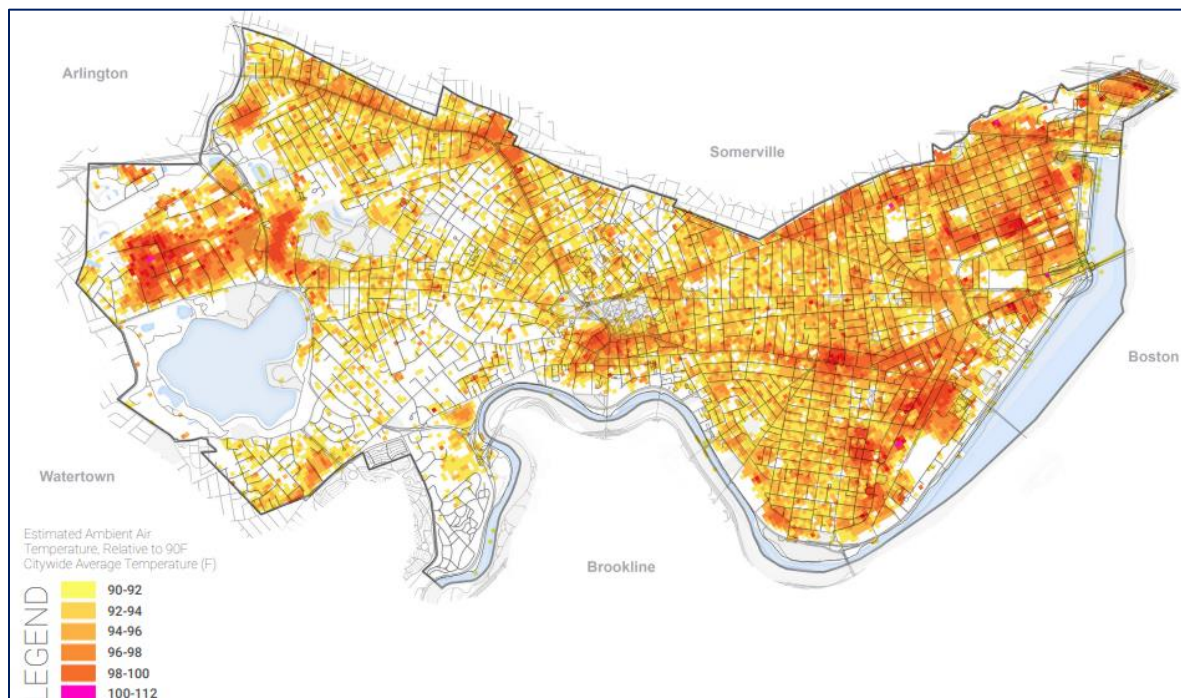 Arlington
Somerville
Boston
Watertown
Brookline
Estimated Ambient Air
Temperature, Relative to 90F
Citywide Average Temperature (F)
LEGEND
90-92
92-94
94-96
96-98
98-100
100-112